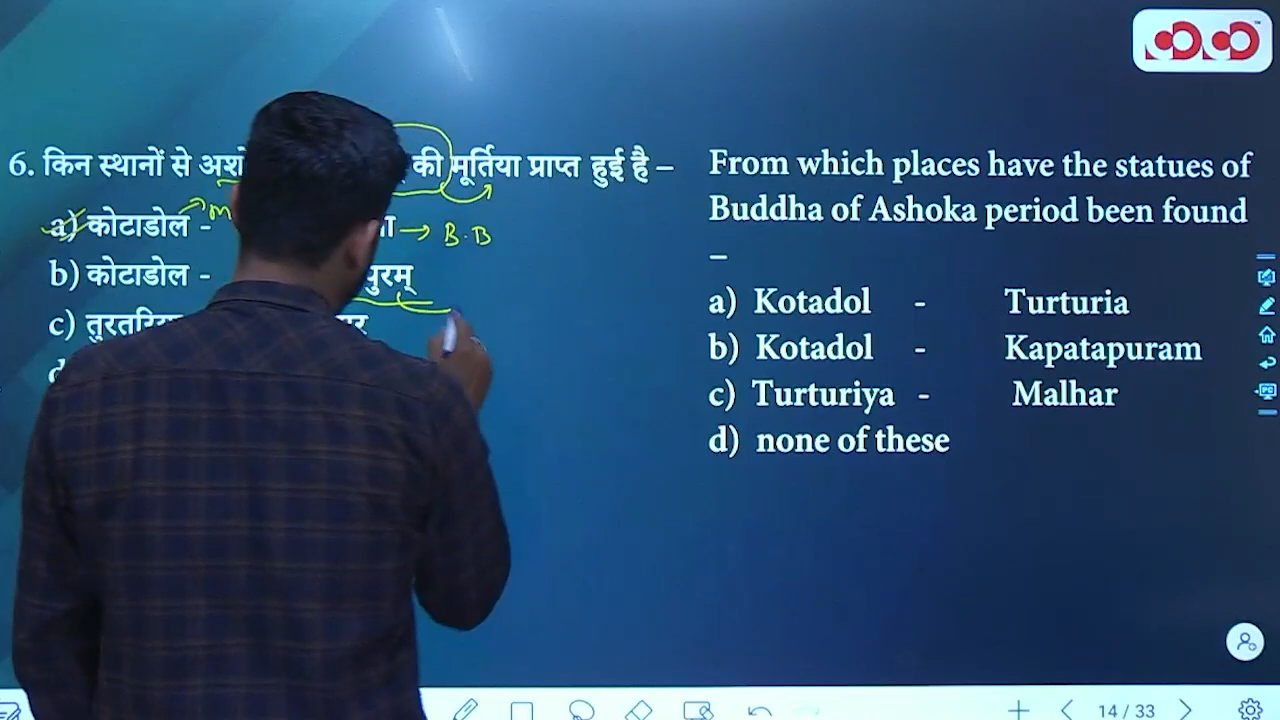 6. किन स्थानों से की मूर्तिया प्राप्त हुई है –
a) कोटाडोल -
→ B.B
b) कोटाडोल -
c)
From which places have the statues of
Buddha of Ashoka period been found
–
a) Kotadol - Turturia
b) Kotadol - Kapatapuram
c) Turturiya - Malhar
d) none of these
14 / 33